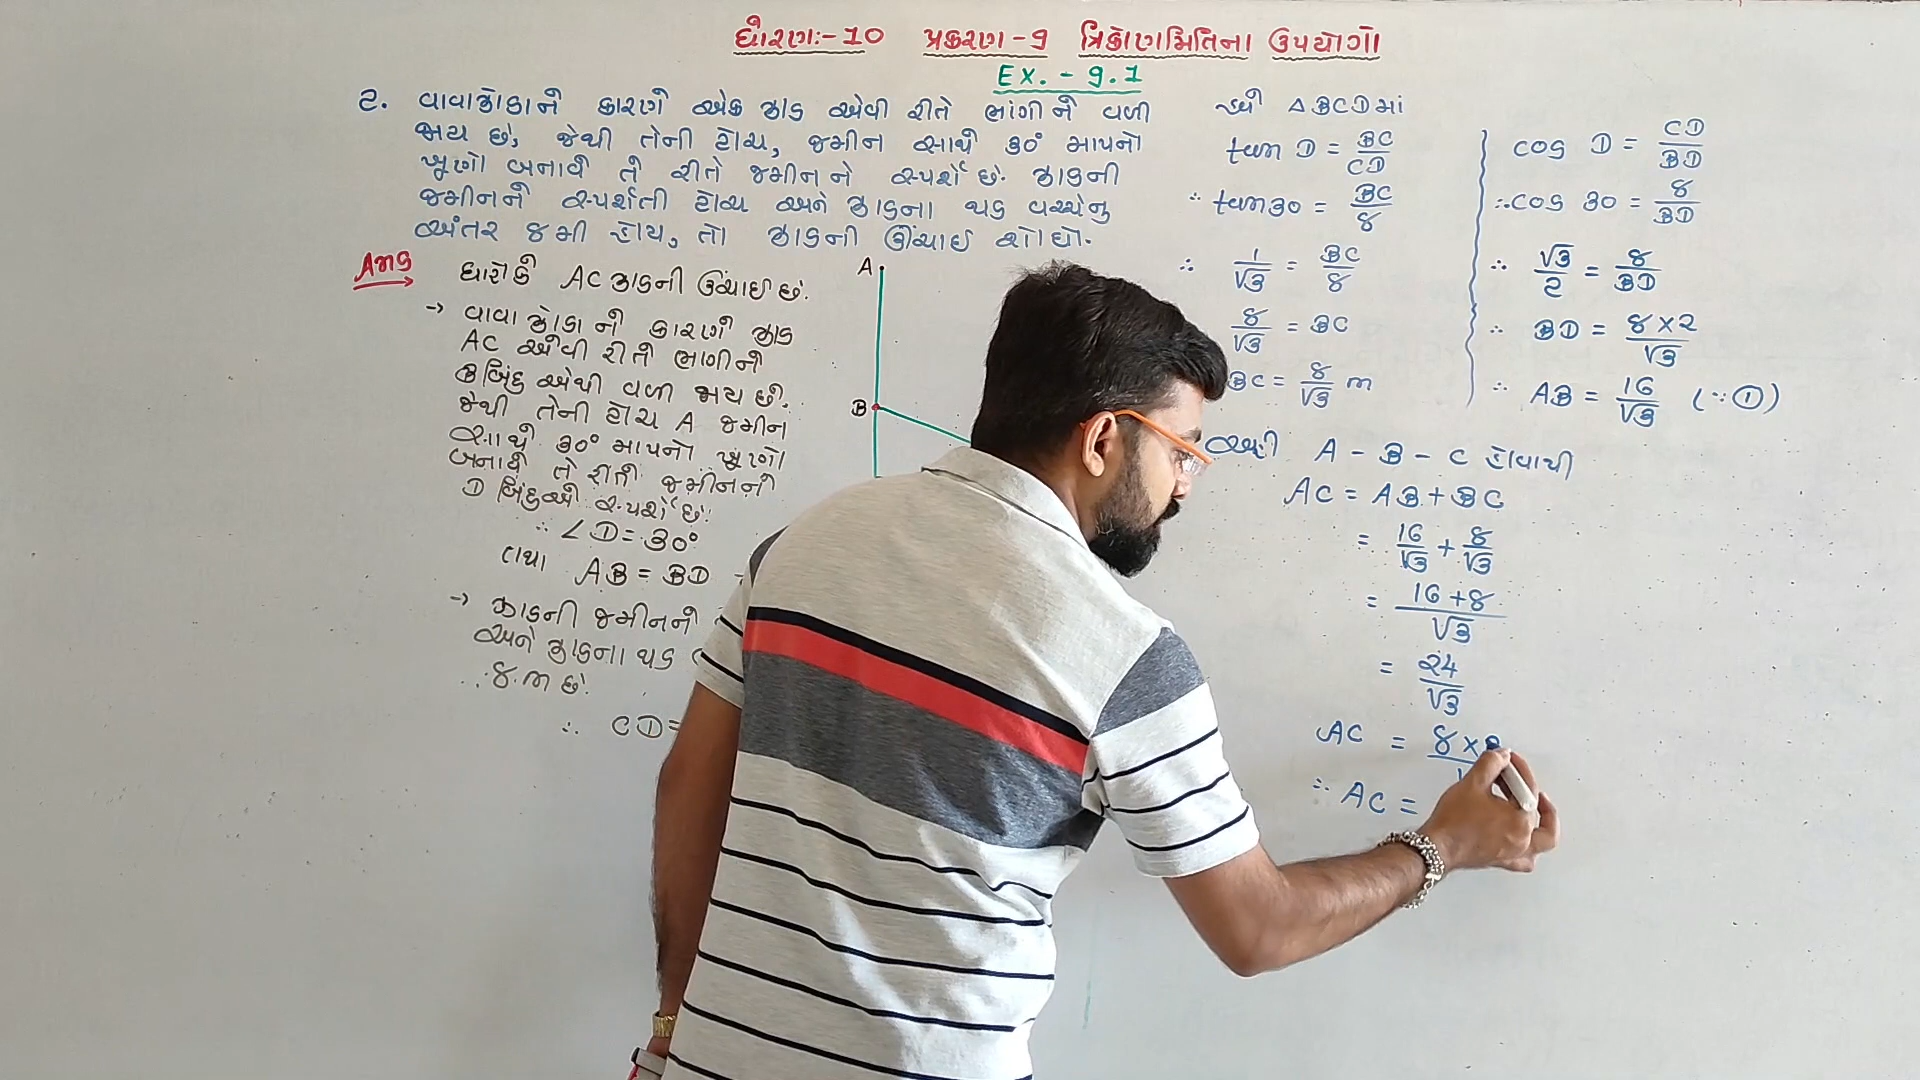 ધોરણ:-10 પ્રકરણ-9 ત્રિકોણમિતિના ઉપયોગો
Ex. - 9.1
2. વાવાઝોડાને કારણે એક ઝાડ એવી રીતે ભાંગીને વળી
જાય છે, જેથી તેની ટોચ, જમીન સાથે 30° માપનો
ખૂણો બનાવે તે રીતે જમીનને સ્પર્શે છે. ઝાડની
જમીનને સ્પર્શતી ટોચ અને ઝાડના થડ વચ્ચેનું
અંતર 8 મી હોય, તો ઝાડની ઊંચાઈ શોધો.
Ans
ધારો કે AC ઝાડની ઉંચાઈ છે.
→ વાવાઝોડાને કારણે ઝાડ
AC એવી રીતે ભાગીને
B બિંદુ એથી વળી જાય છે.
જેથી તેની ટોચ A જમીન
સાથે 30° માપનો ખૂણો
બનાવે તે રીતે જમીનને
D બિંદુએ સ્પર્શે છે.
∴ ∠D = 30°
તથા AB = BD
→ ઝાડની જમીનને
અને ઝાડના થડ
8 m છે.
∴ CD =
A
B
ΔBCDમાં
tan D = BC/CD
∴ tan 30 = BC/8
∴ 1/√3 = BC/8
8/√3 = BC
BC = 8/√3 m
cos D = CD/BD
∴ cos 30 = 8/BD
∴ √3/2 = 8/BD
∴ BD = 8×2/√3
∴ AB = 16/√3 (∵ ①)
અહીં A - B - C હોવાથી
AC = AB + BC
= 16/√3 + 8/√3
= 16+8/√3
= 24/√3
AC = 8×
∴ AC =